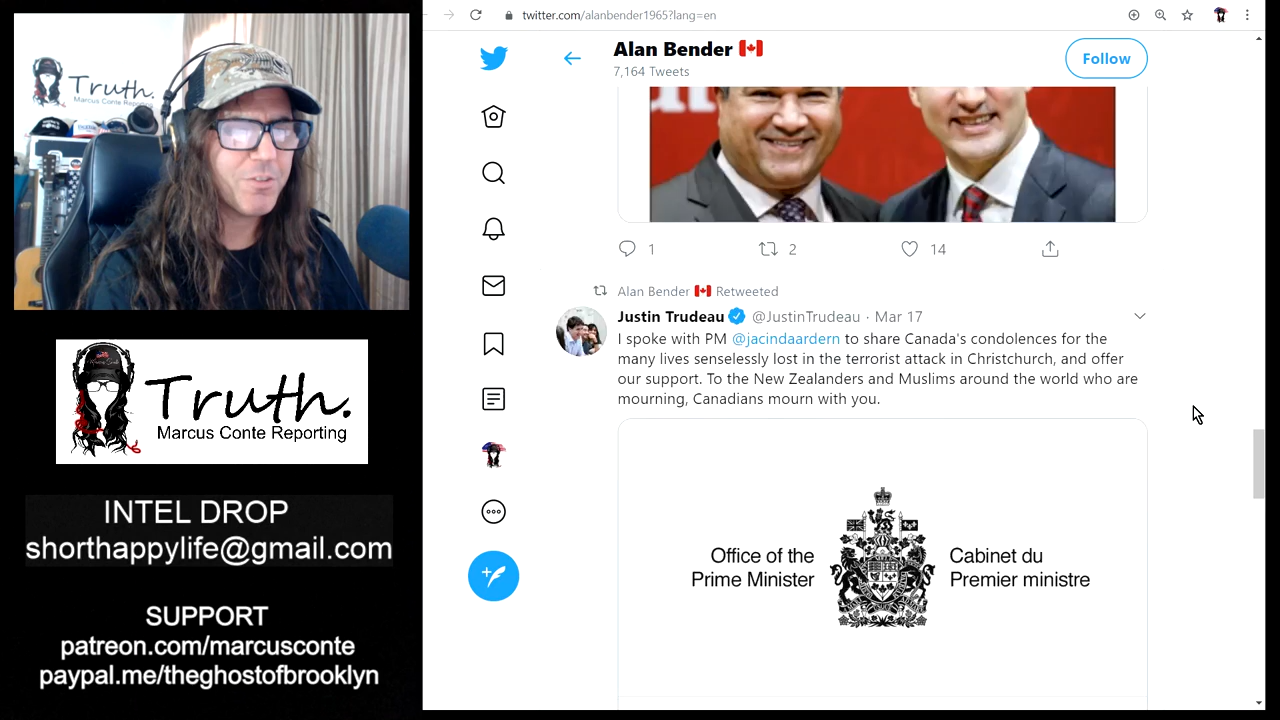 Truth.
Marcus Conte Reporting
Truth.
Marcus Conte Reporting
INTEL DROP
shorthappylife@gmail.com
SUPPORT
patreon.com/marcusconte
paypal.me/theghostofbrooklyn
twitter.com/alanbender1965?lang=en
Alan Bender
7,164 Tweets
Follow
1
2
14
Alan Bender Retweeted
Justin Trudeau @JustinTrudeau · Mar 17
I spoke with PM @jacindaardern to share Canada's condolences for the
many lives senselessly lost in the terrorist attack in Christchurch, and offer
our support. To the New Zealanders and Muslims around the world who are
mourning, Canadians mourn with you.
Office of the
Prime Minister
Cabinet du
Premier ministre